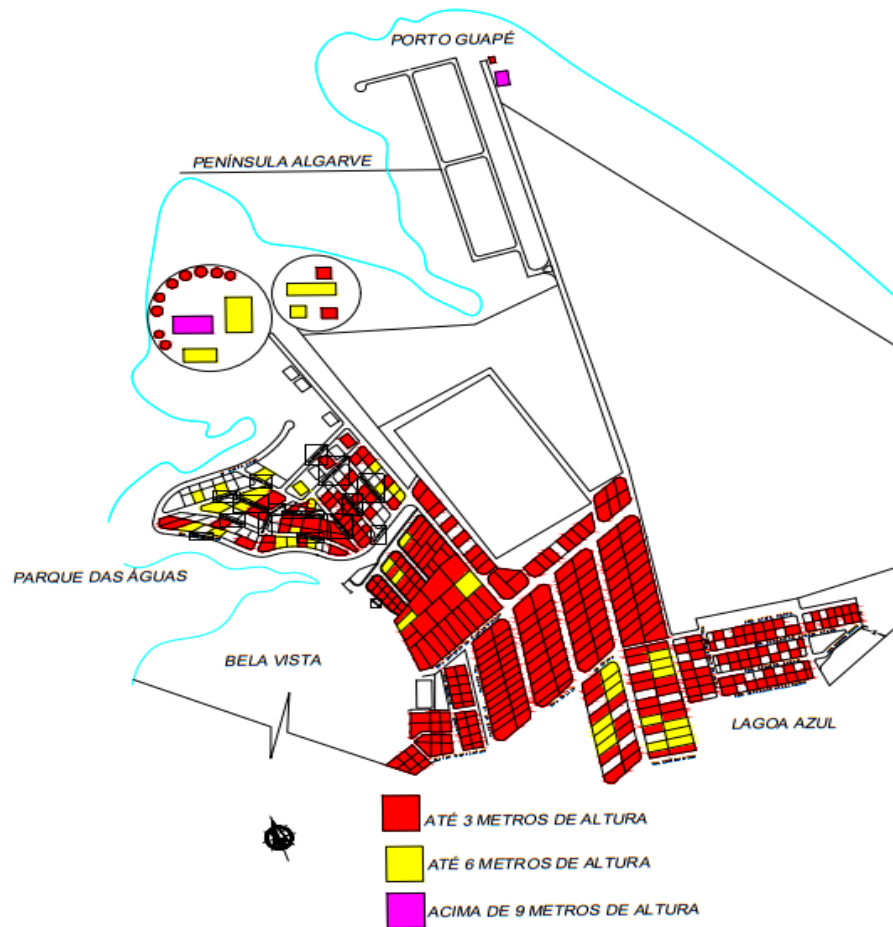 PORTO GUAPÉ
PENÍNSULA ALGARVE
PARQUE DAS ÁGUAS
BELA VISTA
LAGOA AZUL
ATÉ 3 METROS DE ALTURA
ATÉ 6 METROS DE ALTURA
ACIMA DE 9 METROS DE ALTURA